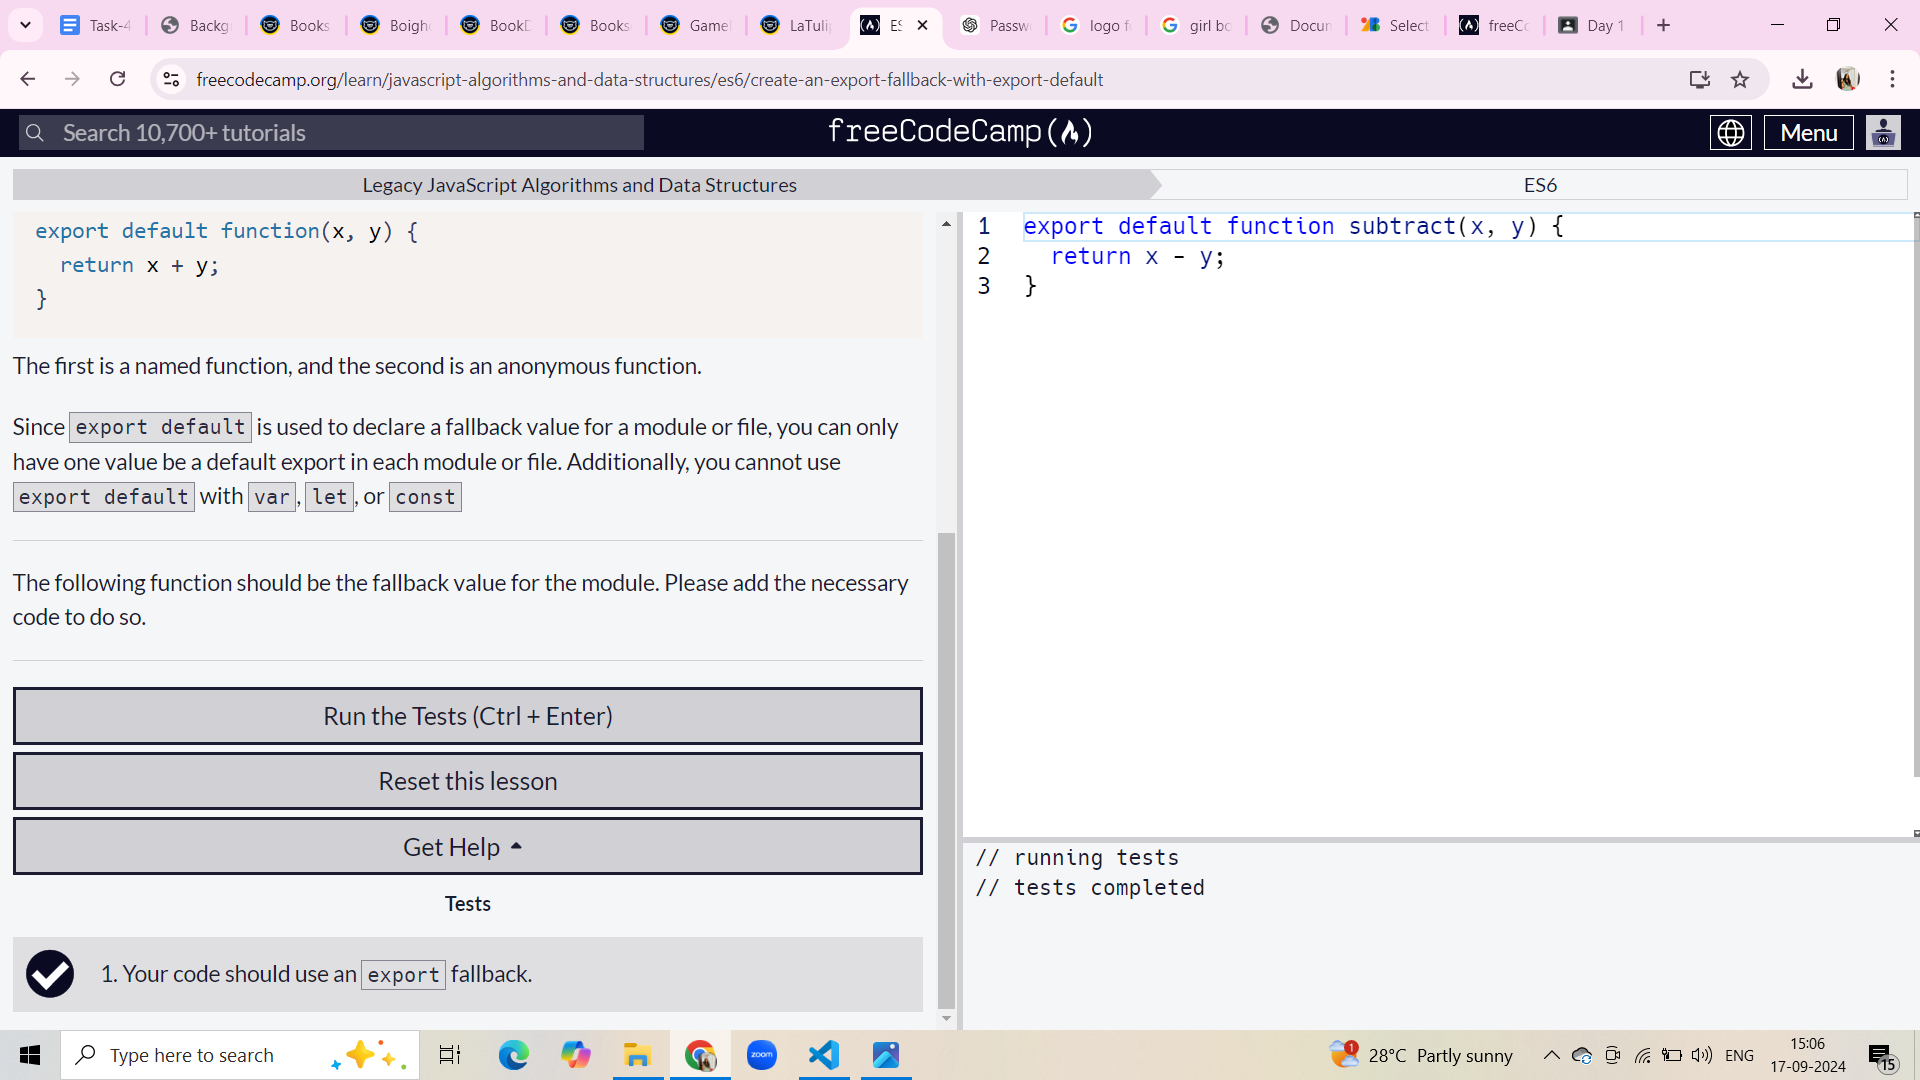 Task-4
Backgr
Books
Boigho
BookD
Books
Game
LaTulip
ES
Passw
logo fo
girl bo
Docun
Select
freeCo
Day 1
freecodecamp.org/learn/javascript-algorithms-and-data-structures/es6/create-an-export-fallback-with-export-default
Search 10,700+ tutorials
freeCodeCamp
Menu
Legacy JavaScript Algorithms and Data Structures
ES6
export default function(x, y) {
return x + y;
}
The first is a named function, and the second is an anonymous function.
Since export default is used to declare a fallback value for a module or file, you can only
have one value be a default export in each module or file. Additionally, you cannot use
export default with var, let, or const
The following function should be the fallback value for the module. Please add the necessary
code to do so.
Run the Tests (Ctrl + Enter)
Reset this lesson
Get Help
Tests
1. Your code should use an export fallback.
1 export default function subtract(x, y) {
2 return x - y;
3 }
// running tests
// tests completed
Type here to search
zoom
1
28°C Partly sunny
ENG
15:06
17-09-2024
15